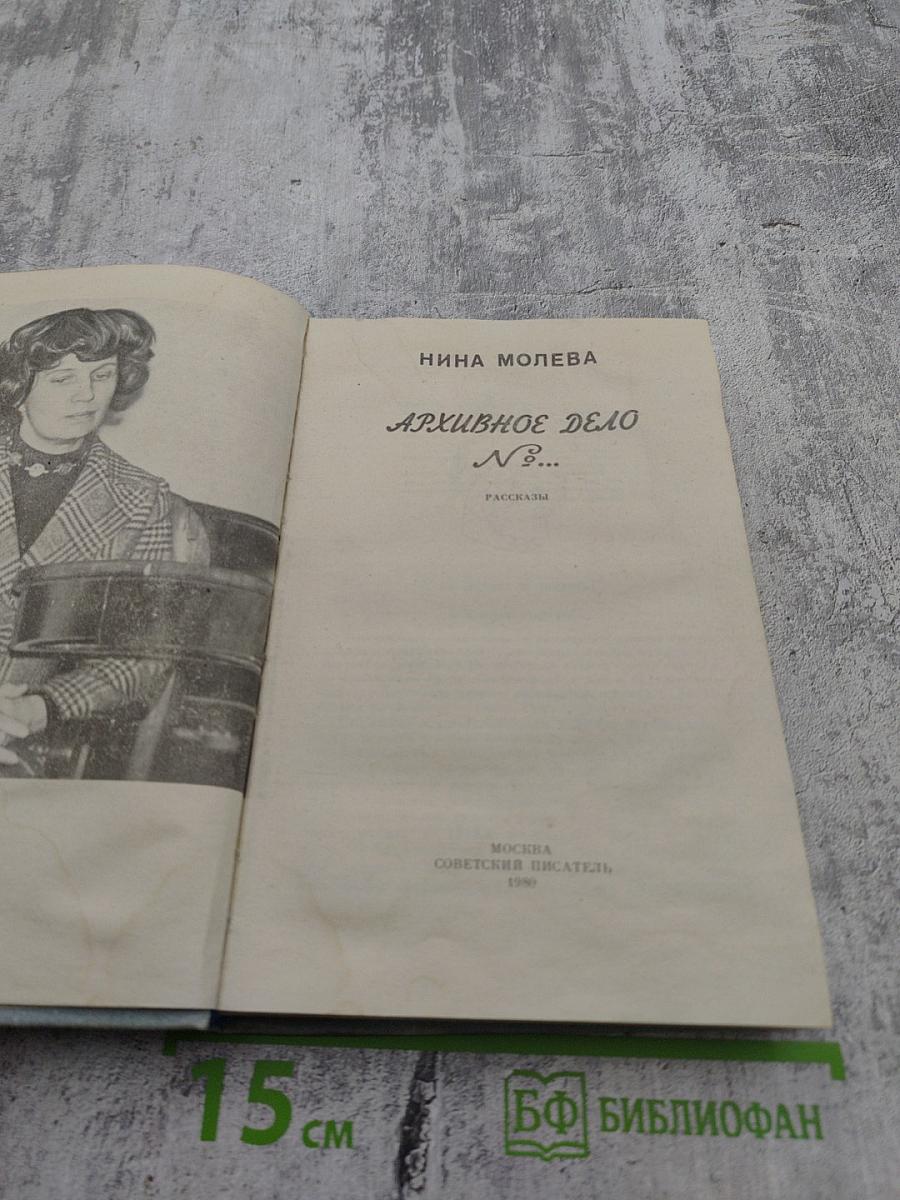 НИНА МОЛЕВА
АРХИВНОЕ ДЕЛО
№...
РАССКАЗЫ
МОСКВА
СОВЕТСКИЙ ПИСАТЕЛЬ
1980
15 см
БФ БИБЛИОФАН